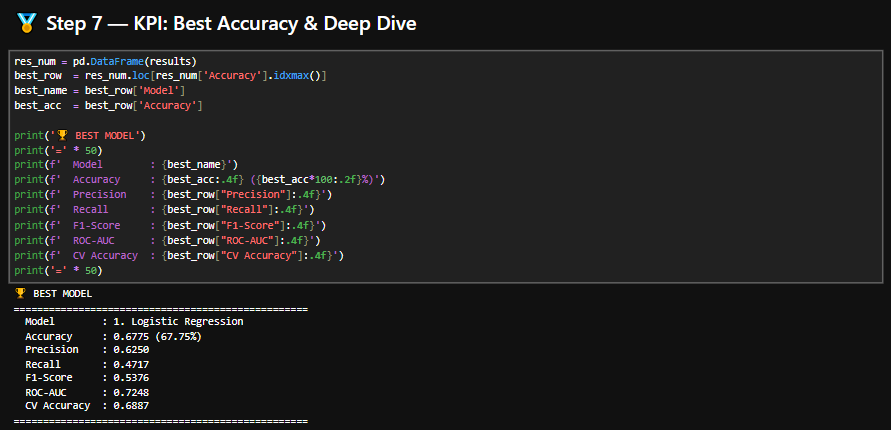 🏅 Step 7 — KPI: Best Accuracy & Deep Dive
res_num = pd.DataFrame(results)
best_row  = res_num.loc[res_num['Accuracy'].idxmax()]
best_name = best_row['Model']
best_acc  = best_row['Accuracy']

print('🏆 BEST MODEL')
print('=' * 50)
print(f'  Model        : {best_name}')
print(f'  Accuracy     : {best_acc:.4f} ({best_acc*100:.2f}%)')
print(f'  Precision    : {best_row["Precision"]:.4f}')
print(f'  Recall       : {best_row["Recall"]:.4f}')
print(f'  F1-Score     : {best_row["F1-Score"]:.4f}')
print(f'  ROC-AUC      : {best_row["ROC-AUC"]:.4f}')
print(f'  CV Accuracy  : {best_row["CV Accuracy"]:.4f}')
print('=' * 50)
🏆 BEST MODEL
==================================================
  Model        : 1. Logistic Regression
  Accuracy     : 0.6775 (67.75%)
  Precision    : 0.6250
  Recall       : 0.4717
  F1-Score     : 0.5376
  ROC-AUC      : 0.7248
  CV Accuracy  : 0.6887
==================================================